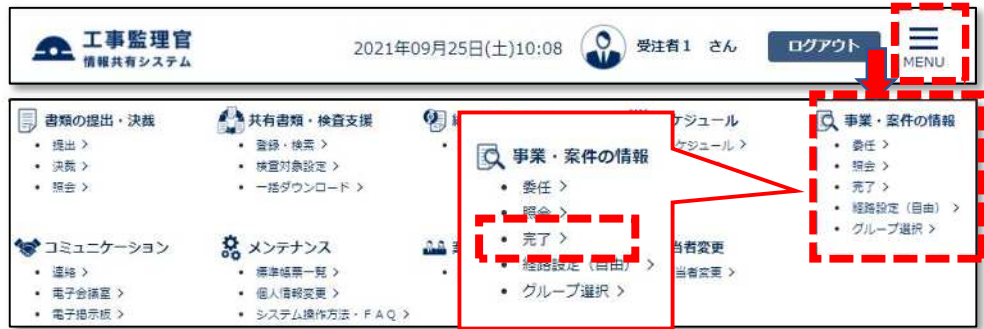 工事監理官
情報共有システム
2021年09月25日(土)10:08
受注者1 さん
ログアウト
MENU
書類の提出・決裁
・ 提出 >
・ 決裁 >
・ 照会 >
共有書類・検査支援
・ 登録・検索 >
・ 検査対象設定 >
・ 一括ダウンロード >
ケジュール
ケジュール >
事業・案件の情報
・ 委任 >
・ 照会 >
・ 完了 >
・ 経路設定（自由） >
・ グループ選択 >
事業・案件の情報
・ 委任 >
・ 照会 >
・ 完了 >
・ 経路設定（自由） >
・ グループ選択 >
コミュニケーション
・ 連絡 >
・ 電子会議室 >
・ 電子掲示板 >
メンテナンス
・ 標準帳票一覧 >
・ 個人情報変更 >
・ システム操作方法・FAQ >
当者変更
当者変更 >